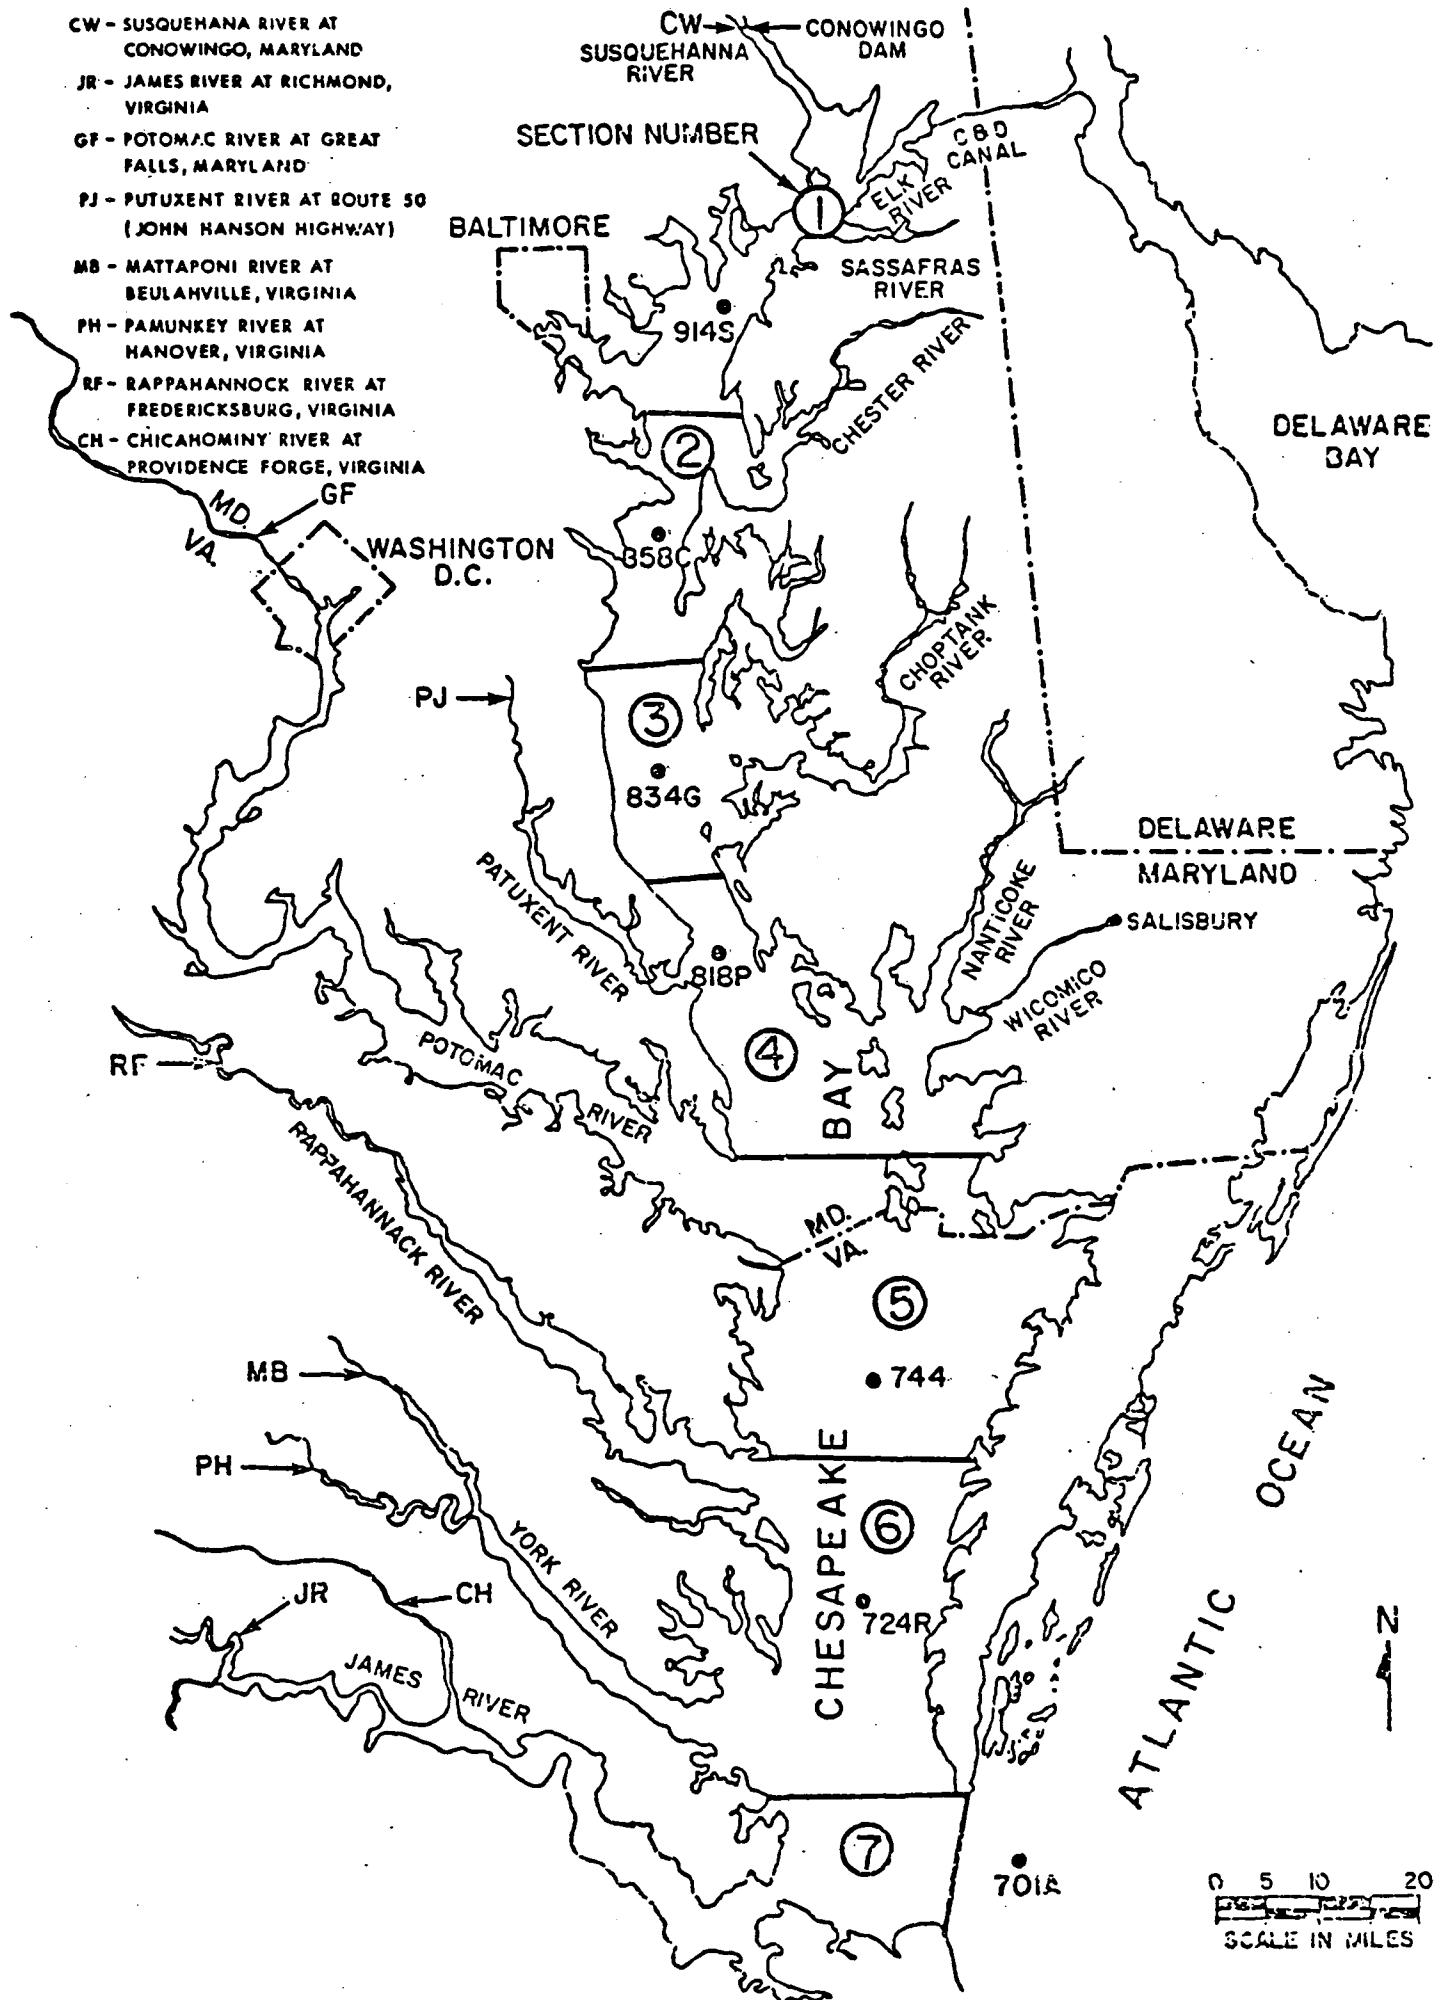 CW - SUSQUEHANA RIVER AT
CONOWINGO, MARYLAND
JR - JAMES RIVER AT RICHMOND,
VIRGINIA
GF - POTOMAC RIVER AT GREAT
FALLS, MARYLAND
PJ - PUTUXENT RIVER AT ROUTE 50
(JOHN HANSON HIGHWAY)
MB - MATTAPONI RIVER AT
BEULAHVILLE, VIRGINIA
PH - PAMUNKEY RIVER AT
HANOVER, VIRGINIA
RF - RAPPAHANNOCK RIVER AT
FREDERICKSBURG, VIRGINIA
CH - CHICAHOMINY RIVER AT
PROVIDENCE FORGE, VIRGINIA
CW
CONOWINGO
DAM
SUSQUEHANNA
RIVER
SECTION NUMBER
C & D
CANAL
ELK
RIVER
1
BALTIMORE
SASSAFRAS
RIVER
914S
CHESTER RIVER
DELAWARE
BAY
2
GF
MD.
VA.
WASHINGTON
D.C.
858C
CHOPTANK
RIVER
PJ
3
834G
DELAWARE
MARYLAND
PATUXENT RIVER
NANTICOKE
RIVER
SALISBURY
818P
WICOMICO
RIVER
POTOMAC
RIVER
4
BAY
RF
RAPPAHANNACK RIVER
MD.
VA.
5
744
MB
PH
CHESAPEAKE
6
YORK RIVER
724R
JR
CH
JAMES
RIVER
ATLANTIC
OCEAN
N
7
701A
0 5 10 20
SCALE IN MILES